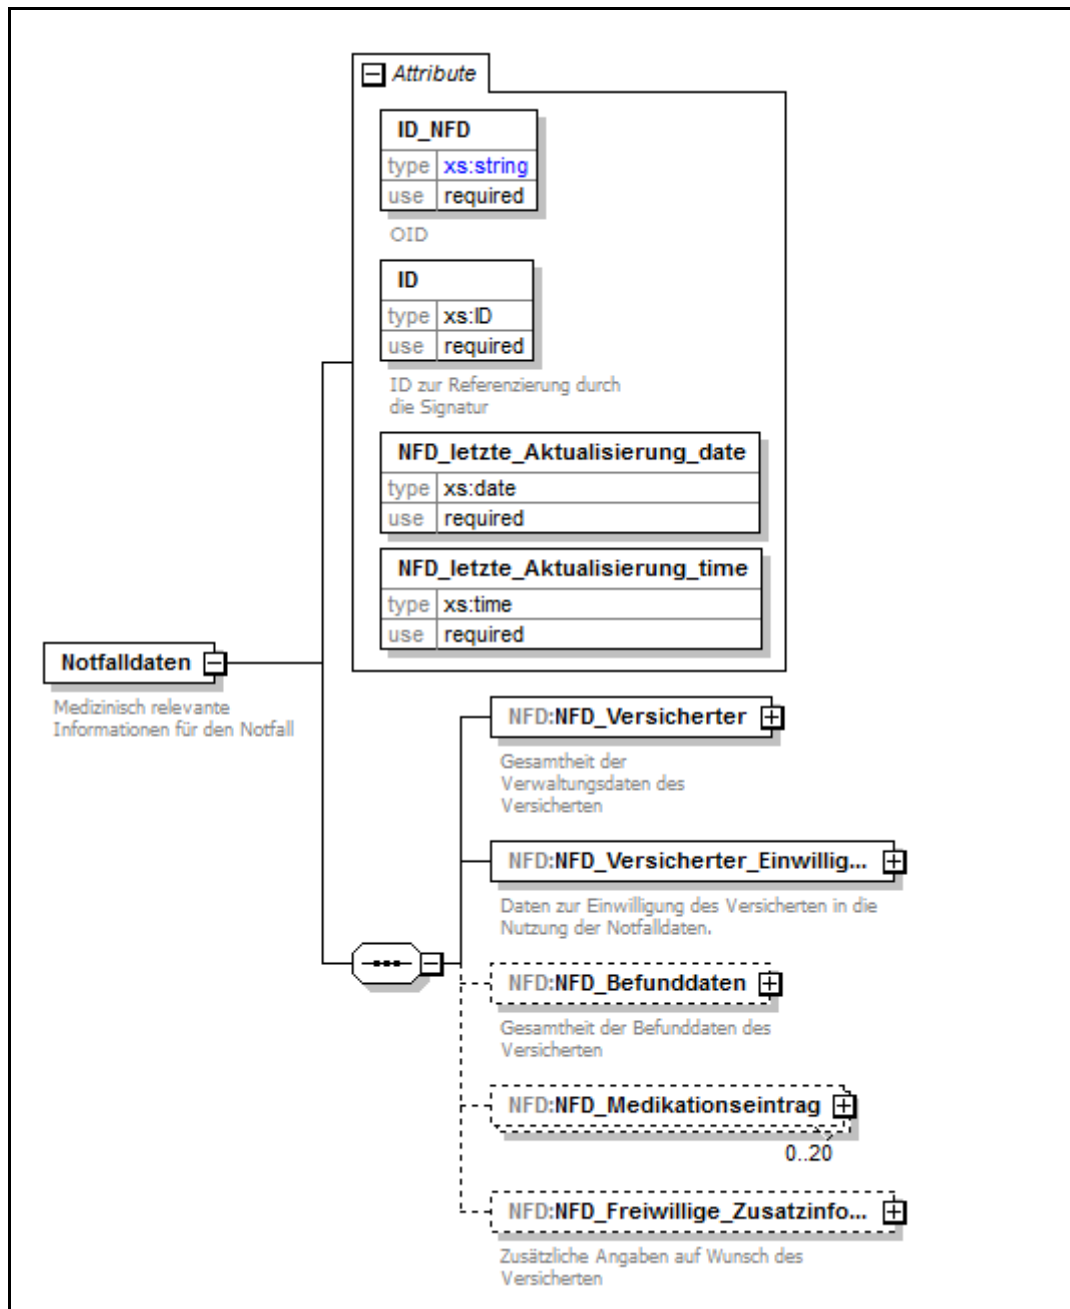 Attribute
ID_NFD
type xs:string
use required
OID
ID
type xs:ID
use required
ID zur Referenzierung durch
die Signatur
NFD_letzte_Aktualisierung_date
type xs:date
use required
NFD_letzte_Aktualisierung_time
type xs:time
use required
Notfalldaten
Medizinisch relevante
Informationen für den Notfall
NFD:NFD_Versicherter
Gesamtheit der
Verwaltungsdaten des
Versicherten
NFD:NFD_Versicherter_Einwillig...
Daten zur Einwilligung des Versicherten in die
Nutzung der Notfalldaten.
NFD:NFD_Befunddaten
Gesamtheit der Befunddaten des
Versicherten
NFD:NFD_Medikationseintrag
0..20
NFD:NFD_Freiwillige_Zusatzinfo...
Zusätzliche Angaben auf Wunsch des
Versicherten